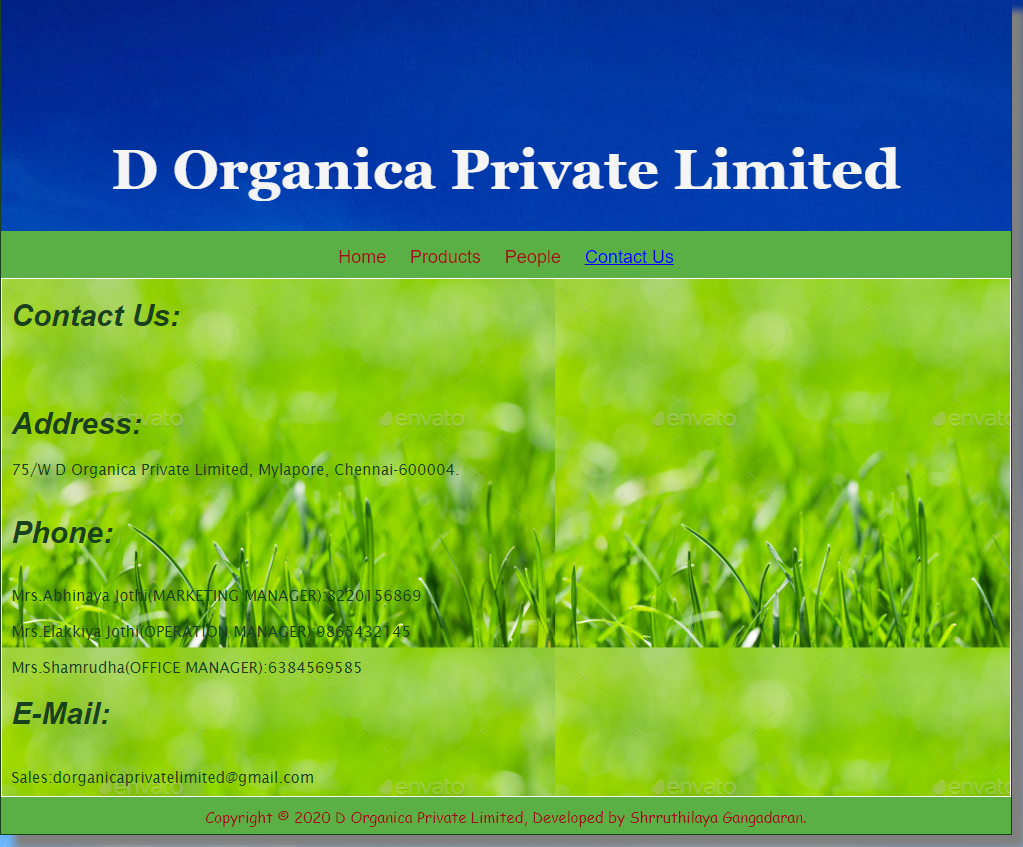 D Organica Private Limited
Home Products People Contact Us
Contact Us:
Address:
envato envato envato envato
75/W D Organica Private Limited, Mylapore, Chennai-600004.
Phone:
Mrs.Abhinaya Jothi(MARKETING MANAGER):8220156869
Mrs.Elakkiya Jothi(OPERATION MANAGER):9865432145
Mrs.Shamrudha(OFFICE MANAGER):6384569585
E-Mail:
Sales:dorganicaprivatelimited@gmail.com
envato envato envato envato
Copyright © 2020 D Organica Private Limited, Developed by Shrruthilaya Gangadaran.